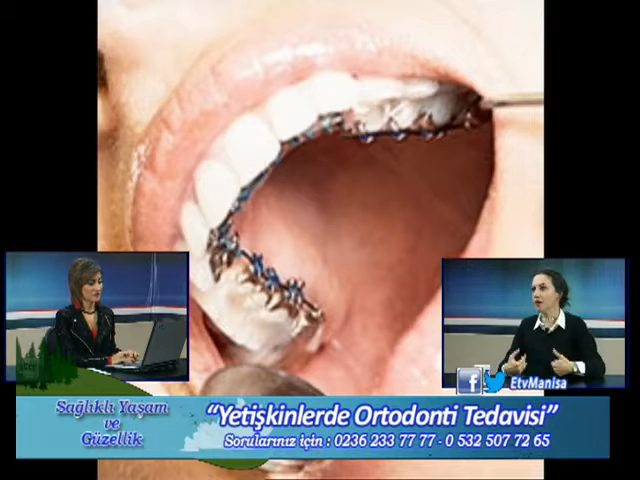 EtvManisa
Sağlıklı Yaşam
ve
Güzellik
“Yetişkinlerde Ortodonti Tedavisi”
Sorularınız için : 0236 233 77 77 - 0 532 507 72 65